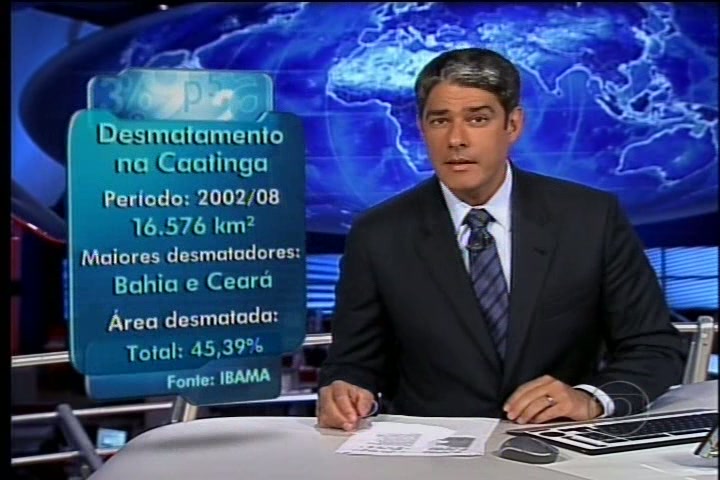 Desmatamento
na Caatinga
Período: 2002/08
16.576 km²
Maiores desmatadores:
Bahia e Ceará
Área desmatada:
Total: 45,39%
Fonte: IBAMA